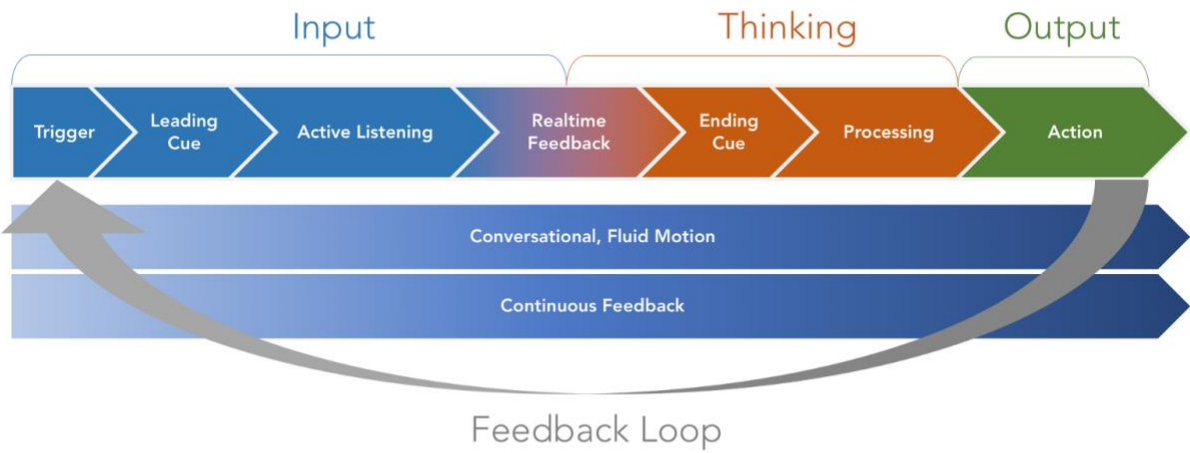 Input
Thinking
Output
Trigger
Leading
Cue
Active Listening
Realtime
Feedback
Ending
Cue
Processing
Action
Conversational, Fluid Motion
Continuous Feedback
Feedback Loop